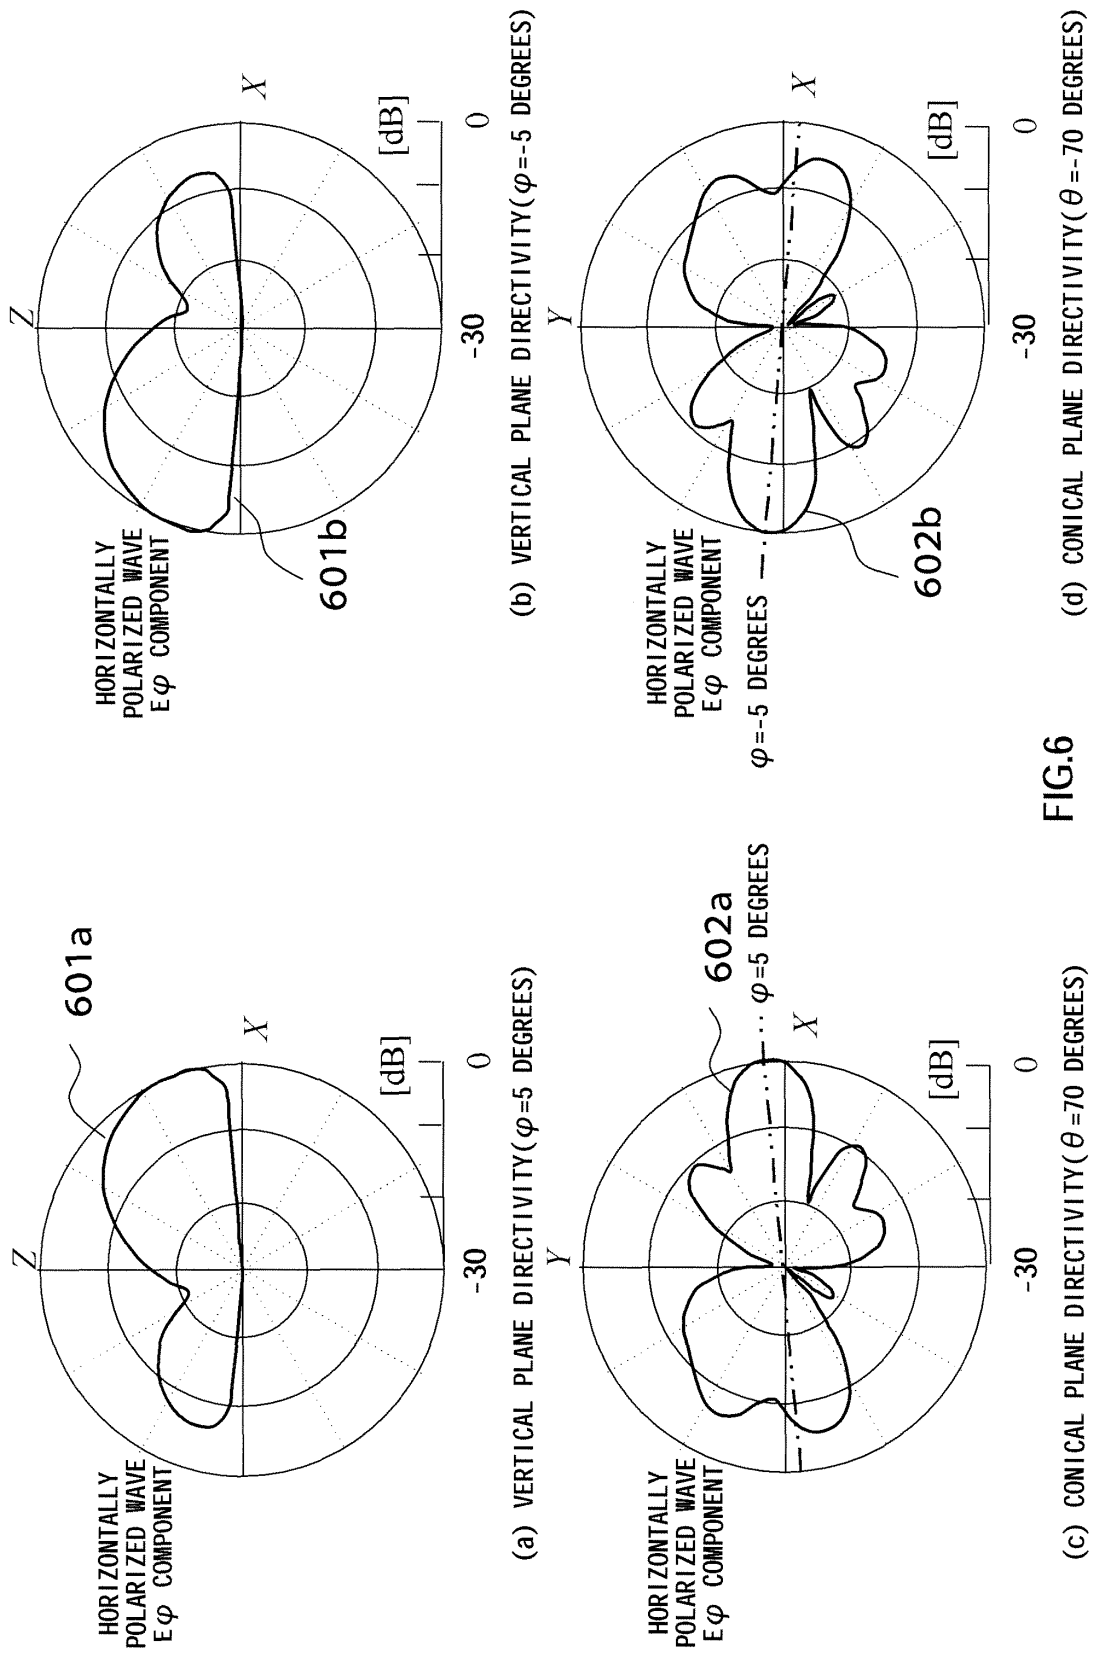 HORIZONTALLY
POLARIZED WAVE
Eφ COMPONENT
Z
601a
X
[dB]
-30
0
(a) VERTICAL PLANE DIRECTIVITY(φ=5 DEGREES)
HORIZONTALLY
POLARIZED WAVE
Eφ COMPONENT
Z
601b
X
[dB]
-30
0
(b) VERTICAL PLANE DIRECTIVITY(φ=-5 DEGREES)
HORIZONTALLY
POLARIZED WAVE
Eφ COMPONENT
Y
602a
φ=5 DEGREES
X
[dB]
-30
0
(c) CONICAL PLANE DIRECTIVITY(θ=70 DEGREES)
HORIZONTALLY
POLARIZED WAVE
Eφ COMPONENT
φ=-5 DEGREES
Y
602b
X
[dB]
-30
0
(d) CONICAL PLANE DIRECTIVITY(θ=-70 DEGREES)
FIG.6